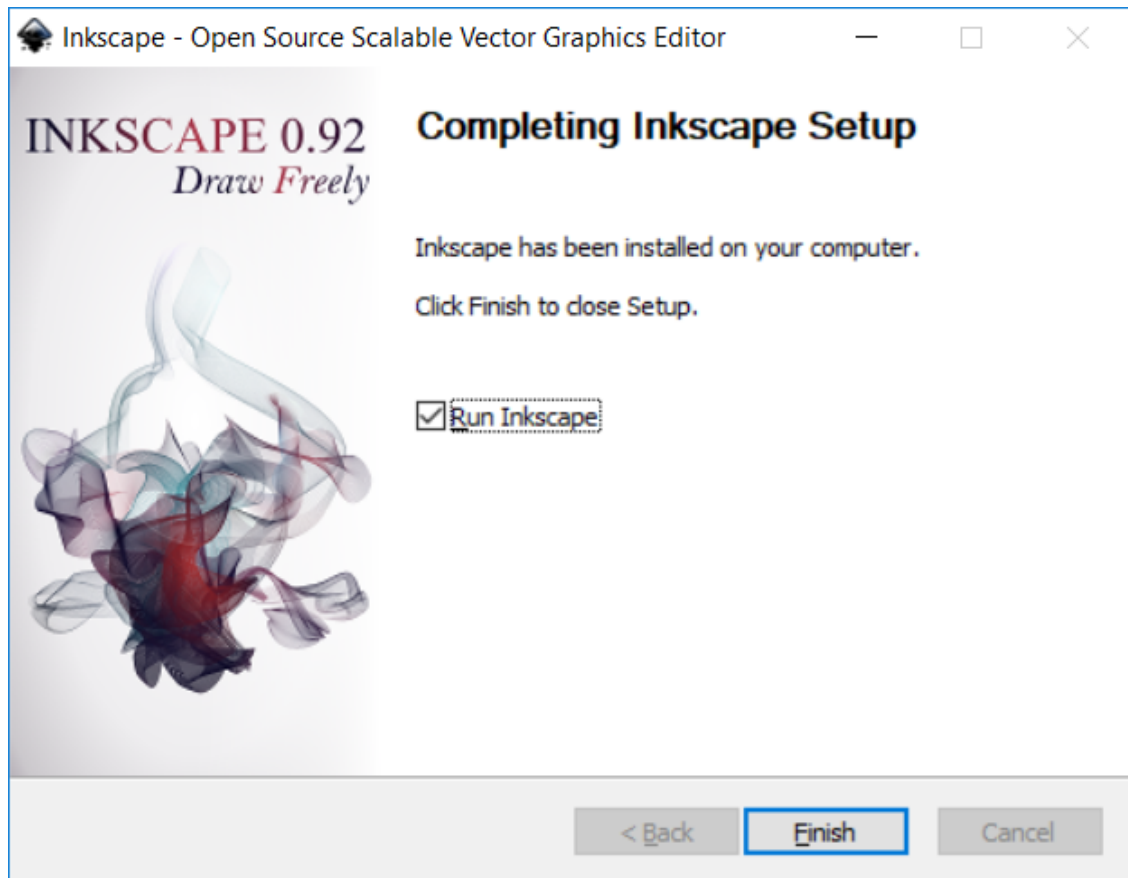 Inkscape - Open Source Scalable Vector Graphics Editor
INKSCAPE 0.92
Draw Freely
Completing Inkscape Setup
Inkscape has been installed on your computer.
Click Finish to close Setup.
Run Inkscape
< Back
Finish
Cancel